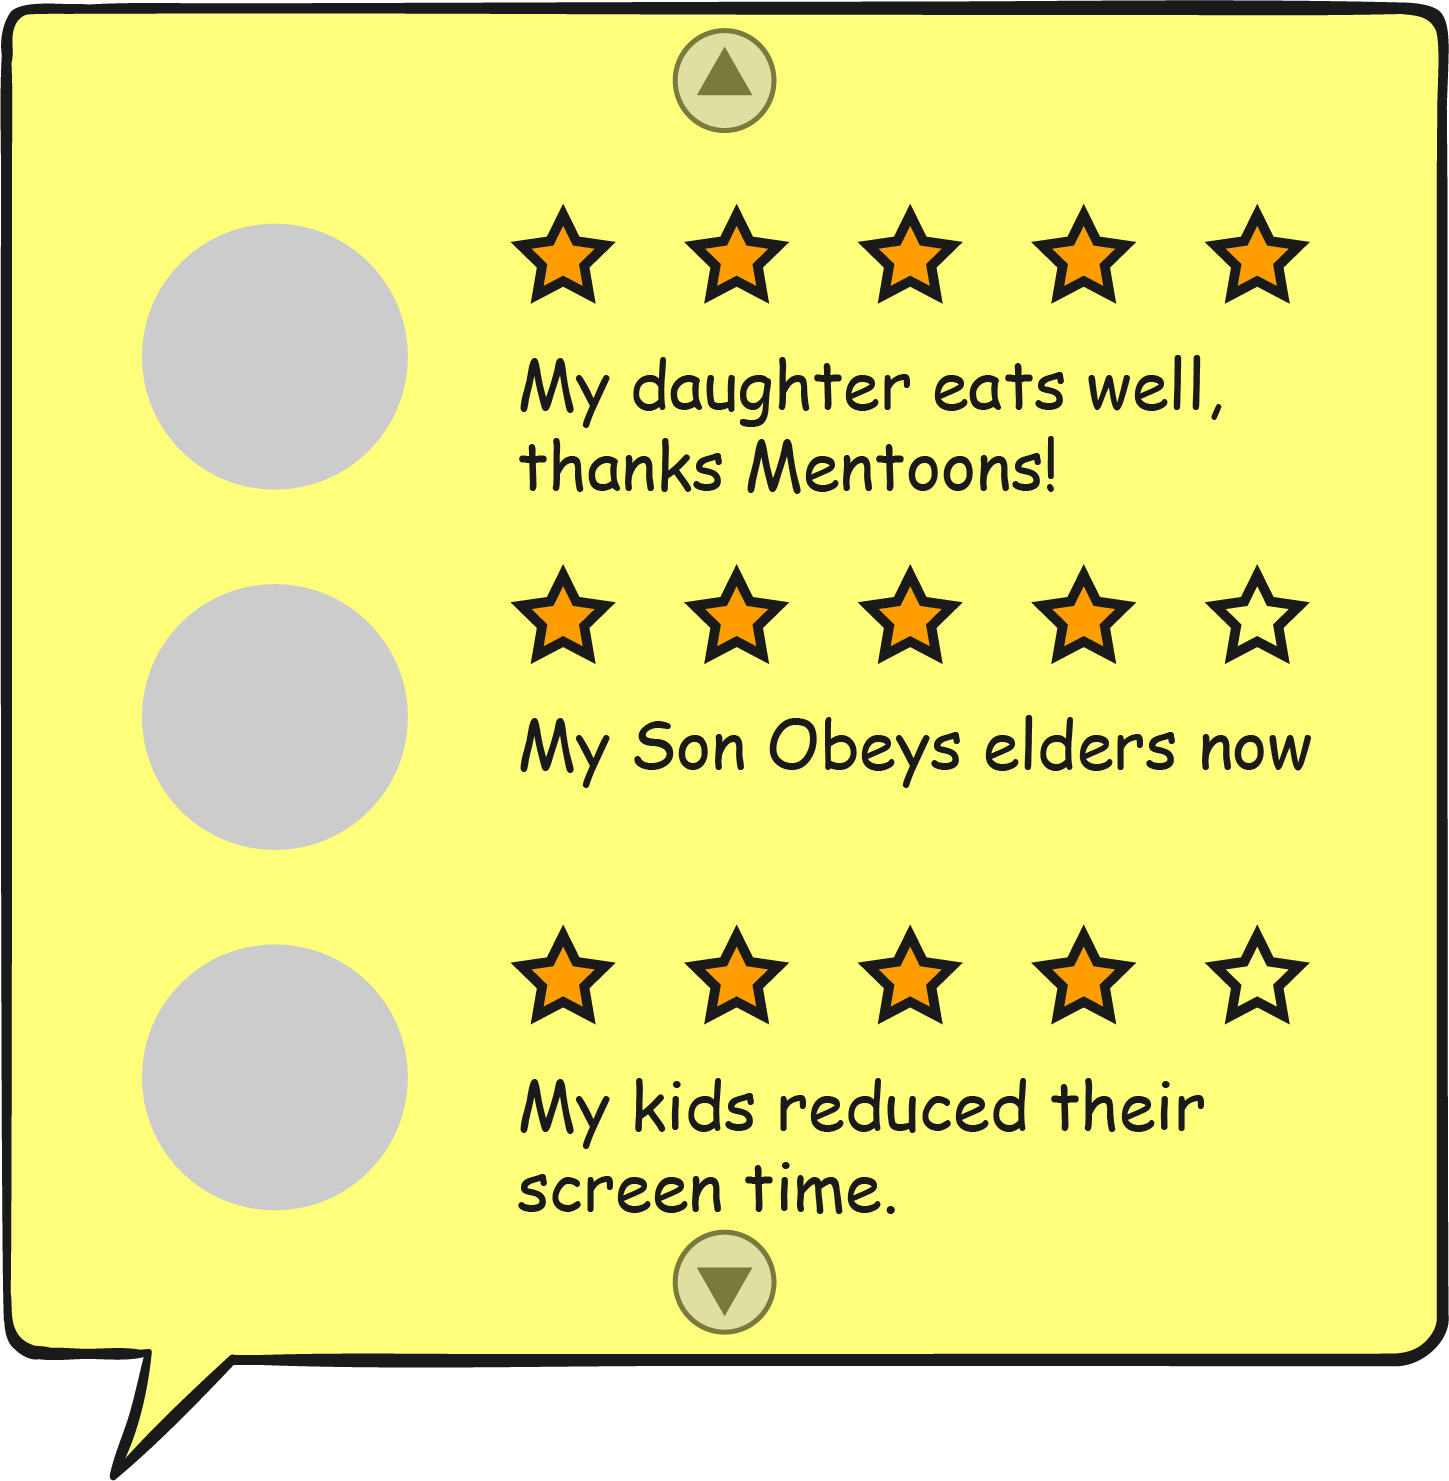 My daughter eats well,
thanks Mentoons!
My Son Obeys elders now
My kids reduced their
screen time.